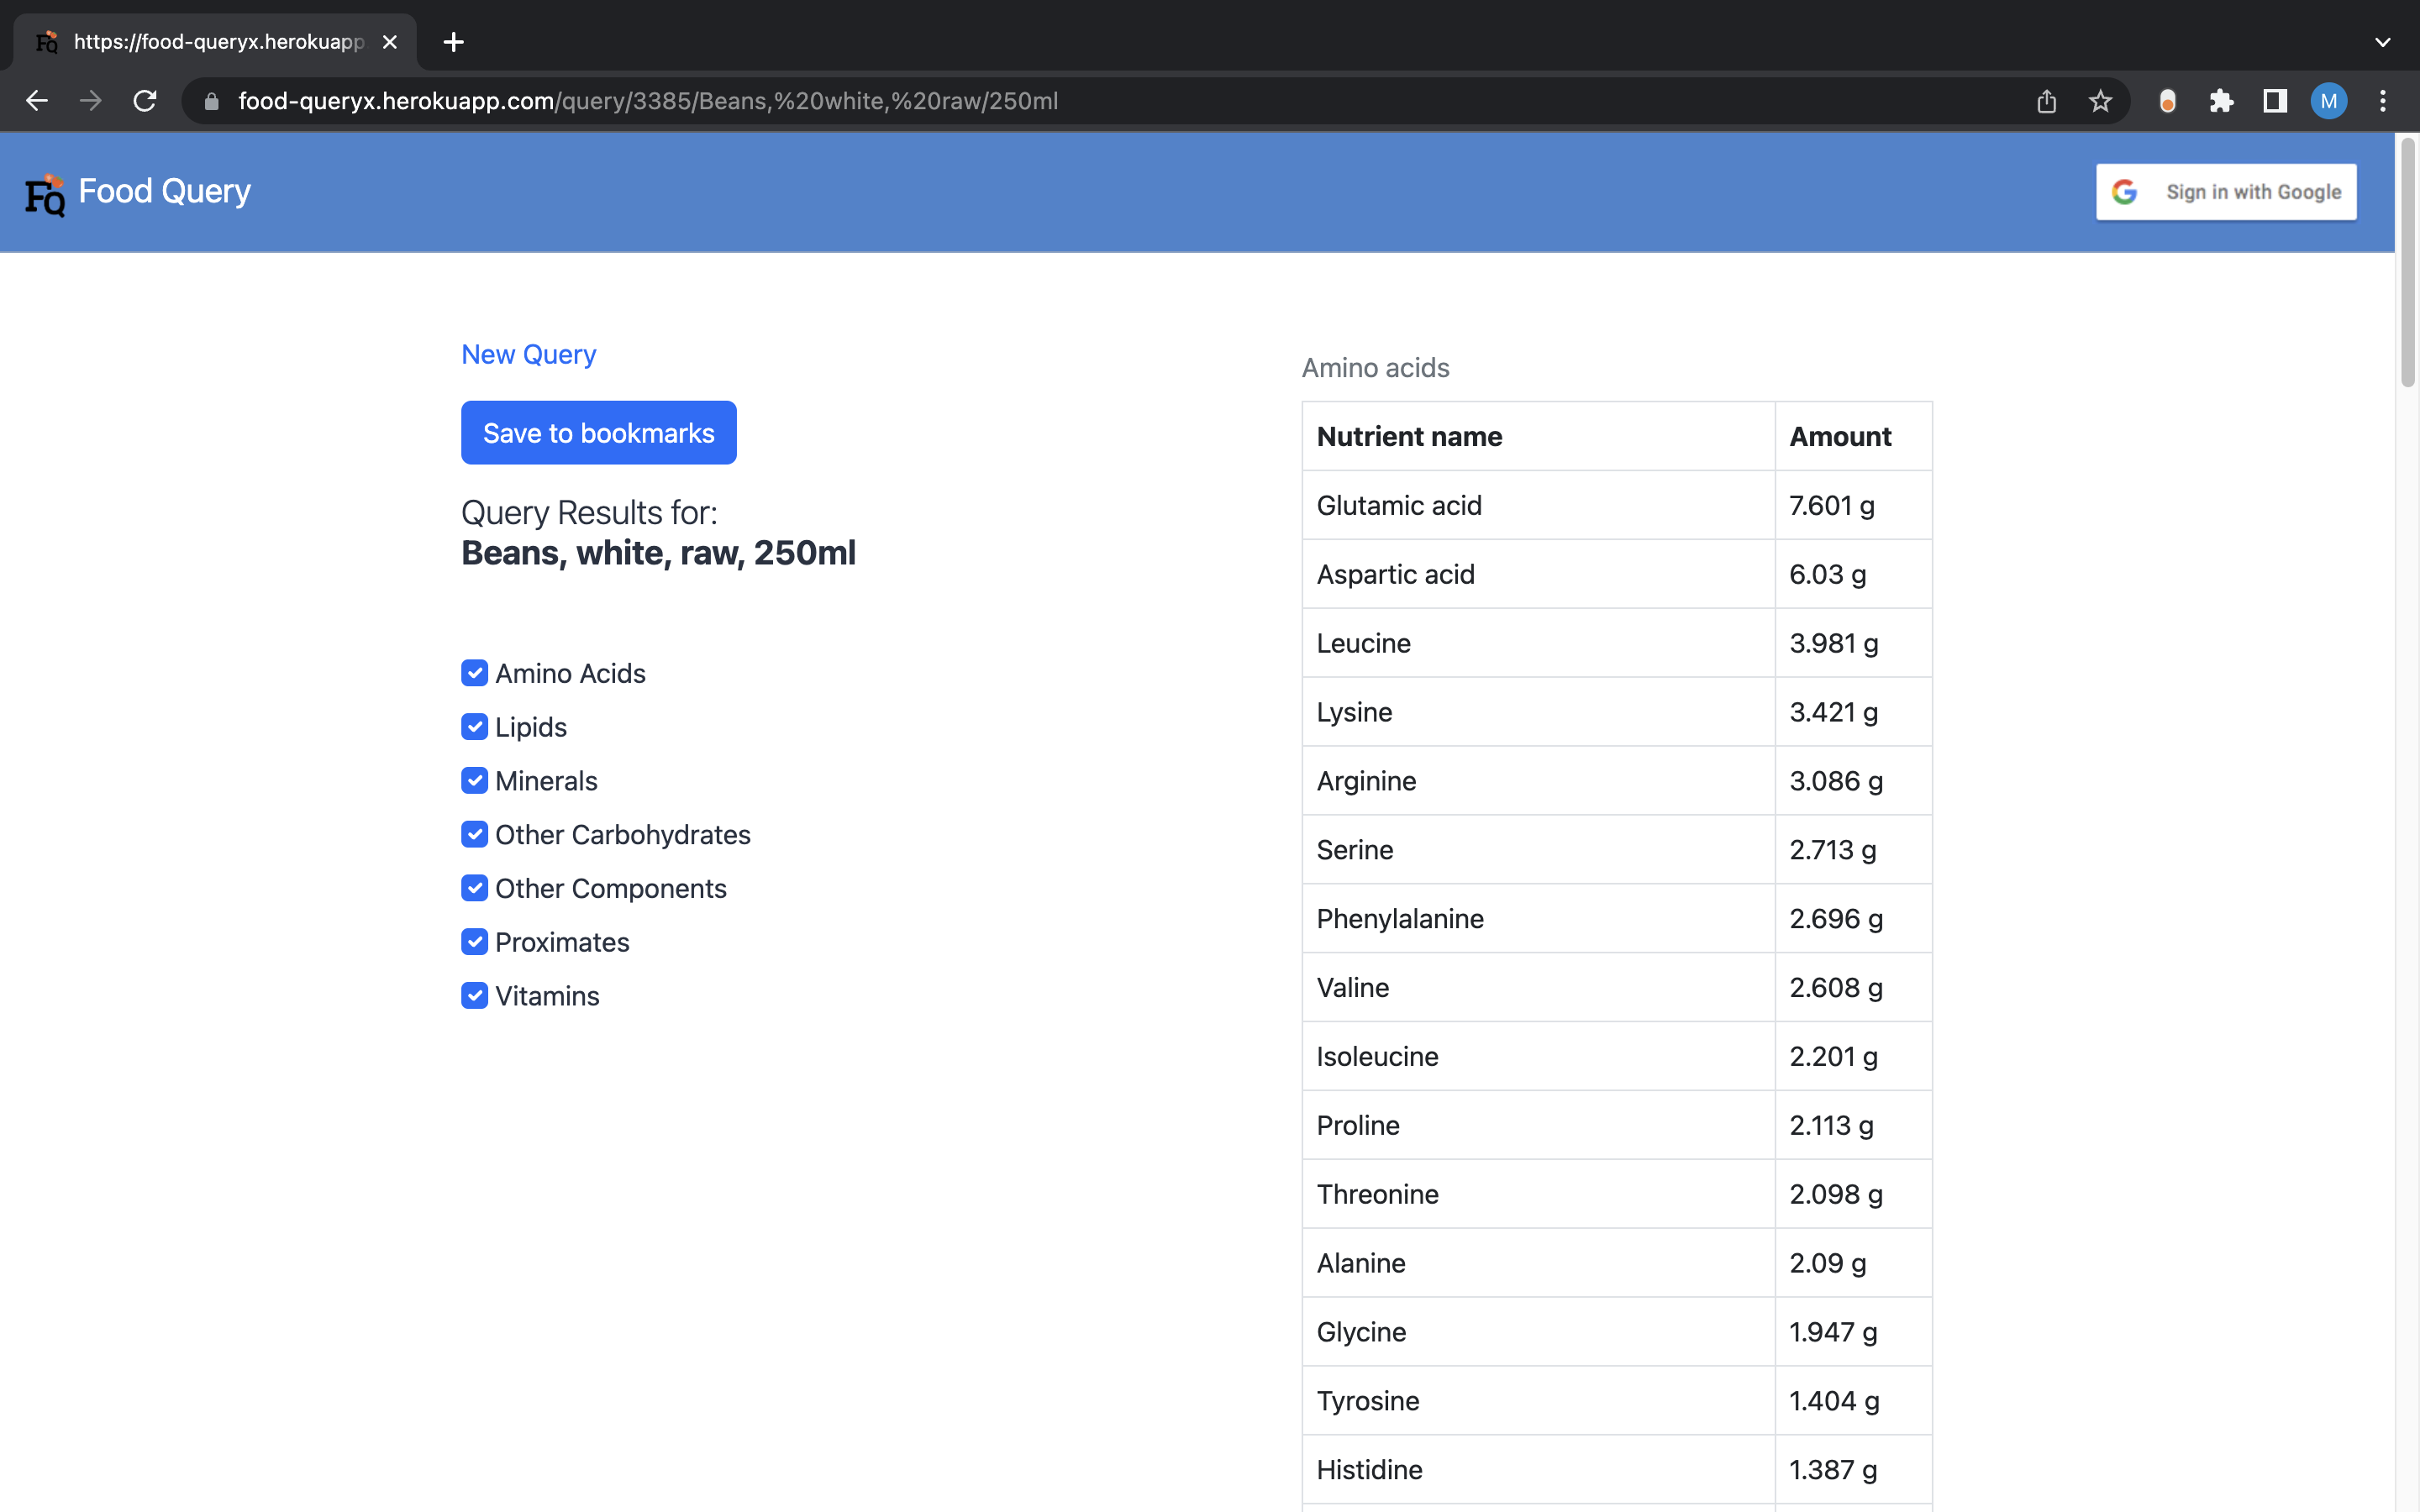 https://food-queryx.herokuapp
food-queryx.herokuapp.com/query/3385/Beans,%20white,%20raw/250ml
M
FQ Food Query
Sign in with Google
New Query
Save to bookmarks
Query Results for:
Beans, white, raw, 250ml
Amino Acids
Lipids
Minerals
Other Carbohydrates
Other Components
Proximates
Vitamins
Amino acids
Nutrient name Amount
Glutamic acid 7.601 g
Aspartic acid 6.03 g
Leucine 3.981 g
Lysine 3.421 g
Arginine 3.086 g
Serine 2.713 g
Phenylalanine 2.696 g
Valine 2.608 g
Isoleucine 2.201 g
Proline 2.113 g
Threonine 2.098 g
Alanine 2.09 g
Glycine 1.947 g
Tyrosine 1.404 g
Histidine 1.387 g